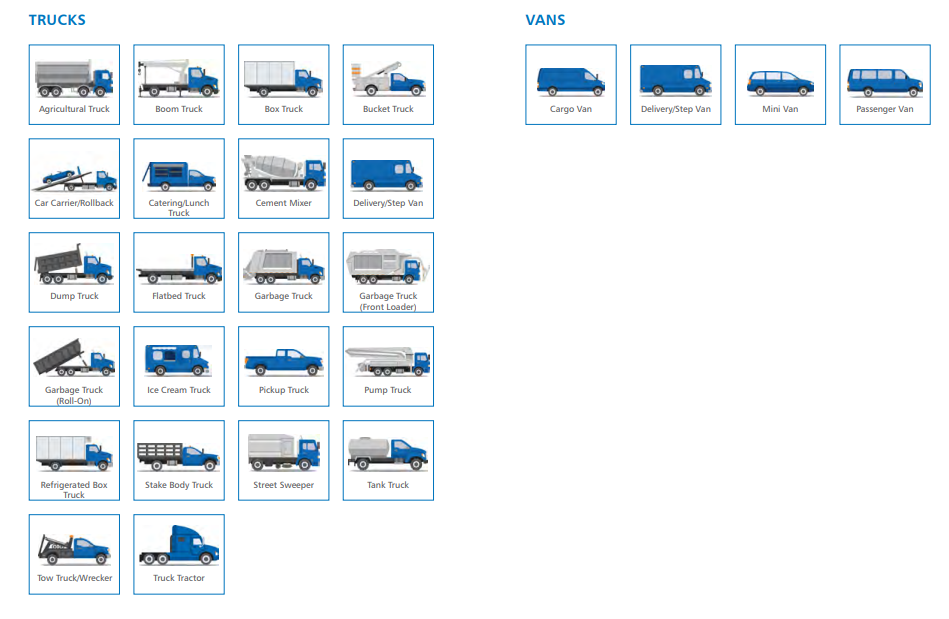 TRUCKS
Agricultural Truck
Boom Truck
Box Truck
Bucket Truck
Car Carrier/Rollback
Catering/Lunch
Truck
Cement Mixer
Delivery/Step Van
Dump Truck
Flatbed Truck
Garbage Truck
Garbage Truck
(Front Loader)
Garbage Truck
(Roll-On)
Ice Cream Truck
Pickup Truck
Pump Truck
Refrigerated Box
Truck
Stake Body Truck
Street Sweeper
Tank Truck
Tow Truck/Wrecker
Truck Tractor
VANS
Cargo Van
Delivery/Step Van
Mini Van
Passenger Van